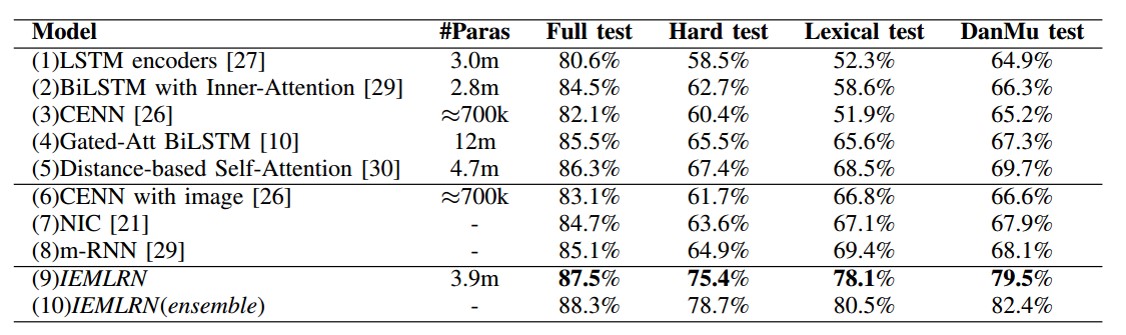 Model #Paras Full test Hard test Lexical test DanMu test
(1)LSTM encoders [27] 3.0m 80.6% 58.5% 52.3% 64.9%
(2)BiLSTM with Inner-Attention [29] 2.8m 84.5% 62.7% 58.6% 66.3%
(3)CENN [26] ≈700k 82.1% 60.4% 51.9% 65.2%
(4)Gated-Att BiLSTM [10] 12m 85.5% 65.5% 65.6% 67.3%
(5)Distance-based Self-Attention [30] 4.7m 86.3% 67.4% 68.5% 69.7%
(6)CENN with image [26] ≈700k 83.1% 61.7% 66.8% 66.6%
(7)NIC [21] - 84.7% 63.6% 67.1% 67.9%
(8)m-RNN [29] - 85.1% 64.9% 69.4% 68.1%
(9)IEMLRN 3.9m 87.5% 75.4% 78.1% 79.5%
(10)IEMLRN(ensemble) - 88.3% 78.7% 80.5% 82.4%